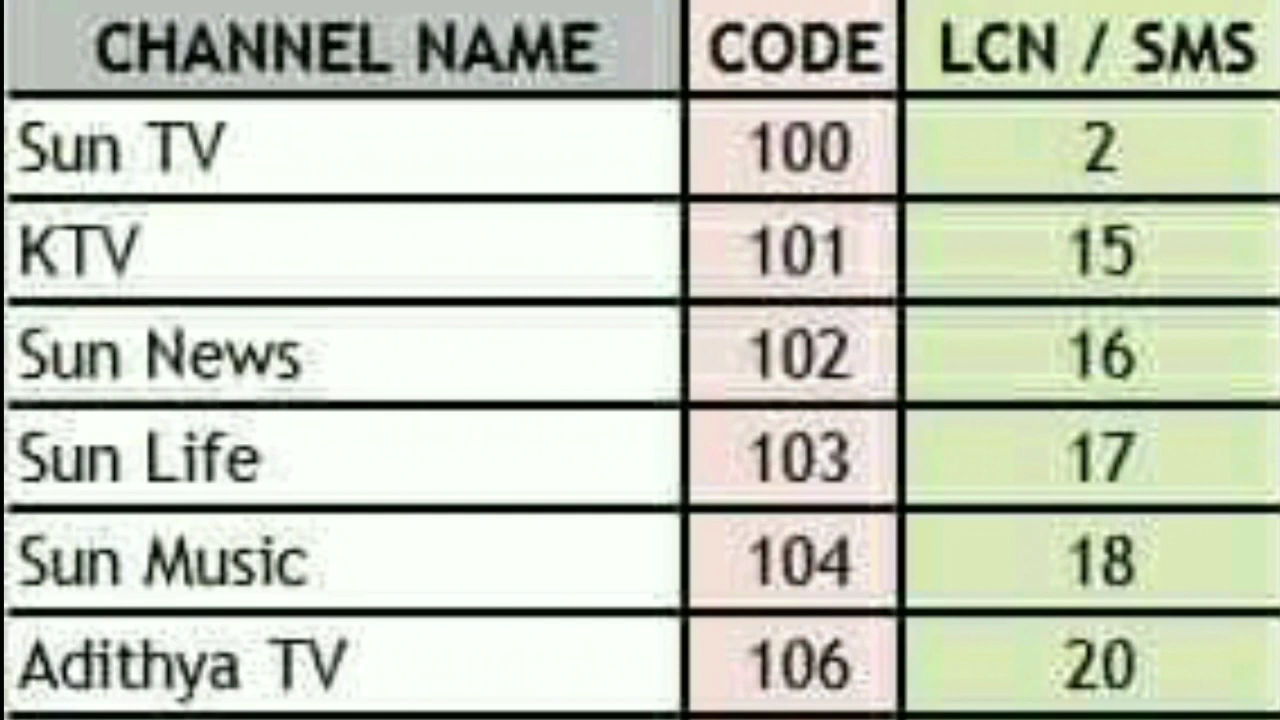 CHANNEL NAME CODE LCN / SMS
Sun TV 100 2
KTV 101 15
Sun News 102 16
Sun Life 103 17
Sun Music 104 18
Adithya TV 106 20